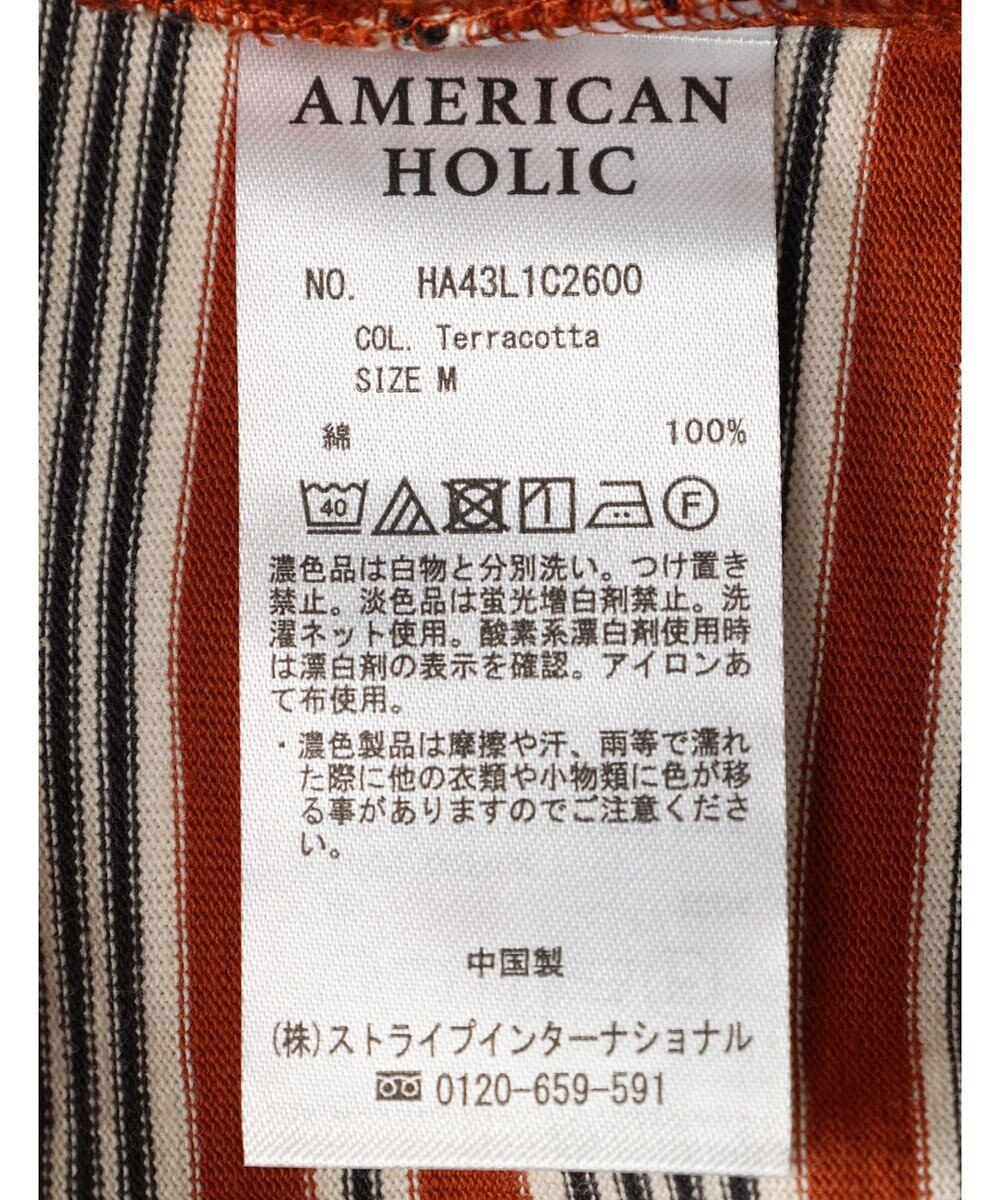 AMERICAN
HOLIC
NO. HA43L1C2600
COL. Terracotta
SIZE M
綿 100%
40 F
濃色品は白物と分別洗い。つけ置き
禁止。淡色品は蛍光増白剤禁止。洗
濯ネット使用。酸素系漂白剤使用時
は漂白剤の表示を確認。アイロンあ
て布使用。
・濃色製品は摩擦や汗、雨等で濡れ
た際に他の衣類や小物類に色が移
る事がありますのでご注意くださ
い。
中国製
(株)ストライプインターナショナル
0120-659-591